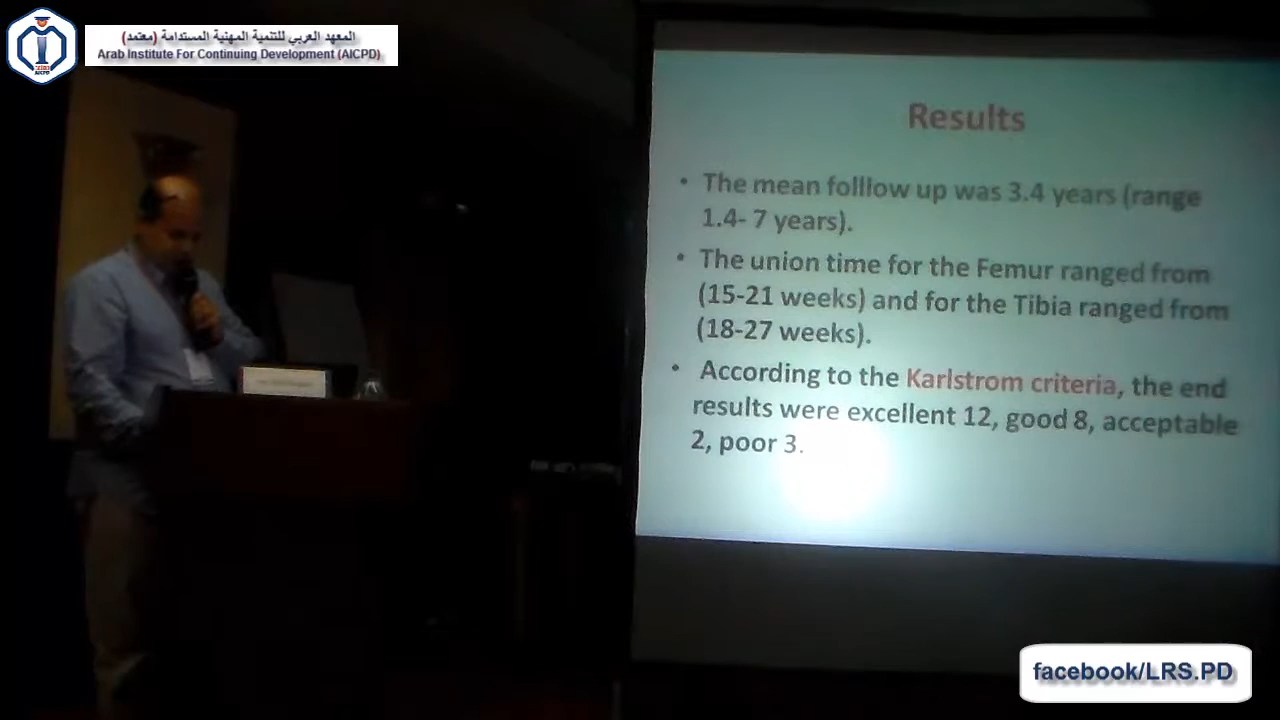 المعهد العربي للتنمية المهنية المستدامة (معتمد)
Arab Institute For Continuing Development (AICPD)
AICPD
Results
• The mean folllow up was 3.4 years (range
1.4- 7 years).
• The union time for the Femur ranged from
(15-21 weeks) and for the Tibia ranged from
(18-27 weeks).
• According to the Karlstrom criteria, the end
results were excellent 12, good 8, acceptable
2, poor 3.
facebook/LRS.PD